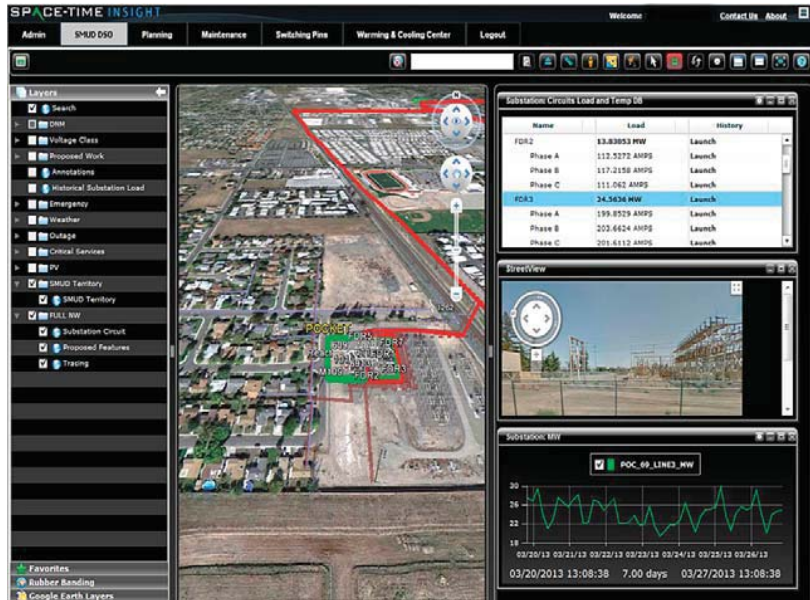 SPACE-TIME INSIGHT
Welcome
Contact Us About
Admin
SMUD DSO
Planning
Maintenance
Switching Pins
Warming & Cooling Center
Logout
Layers
Search
DNM
Voltage Class
Proposed Work
Annotations
Historical Substation Load
Emergency
Weather
Outage
Critical Services
PV
SMUD Territory
SMUD Territory
FULL NW
Substation Circuit
Proposed Features
Tracing
Favorites
Rubber Banding
Google Earth Layers
N
1262
POCKET
FDR5
FDR7
FDR3
FDR2
Substation: Circuits Load and Temp DB
Name Load History
FDR2 13.83053 MW Launch
Phase A 112.5272 AMPS Launch
Phase B 117.2158 AMPS Launch
Phase C 111.062 AMPS Launch
FDR3 24.5636 MW Launch
Phase A 199.8529 AMPS Launch
Phase B 203.6624 AMPS Launch
Phase C 201.6112 AMPS Launch
StreetView
Substation: MW
POC_69_LINE3_MW
30
26
22
18
03/20/13 03/21/13 03/22/13 03/23/13 03/24/13 03/25/13 03/26/13
03/20/2013 13:08:38 7.00 days 03/27/2013 13:08:38